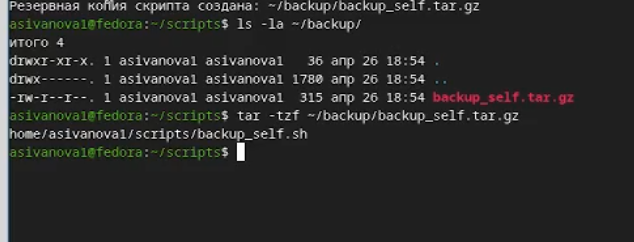 Резервная копия скрипта создана: ~/backup/backup_self.tar.gz
asivanova1@fedora:~/scripts$ ls -la ~/backup/
итого 4
drwxr-xr-x. 1 asivanova1 asivanova1   36 апр 26 18:54 .
drwx------. 1 asivanova1 asivanova1 1780 апр 26 18:54 ..
-rw-r--r--. 1 asivanova1 asivanova1  315 апр 26 18:54 backup_self.tar.gz
asivanova1@fedora:~/scripts$ tar -tzf ~/backup/backup_self.tar.gz
home/asivanova1/scripts/backup_self.sh
asivanova1@fedora:~/scripts$